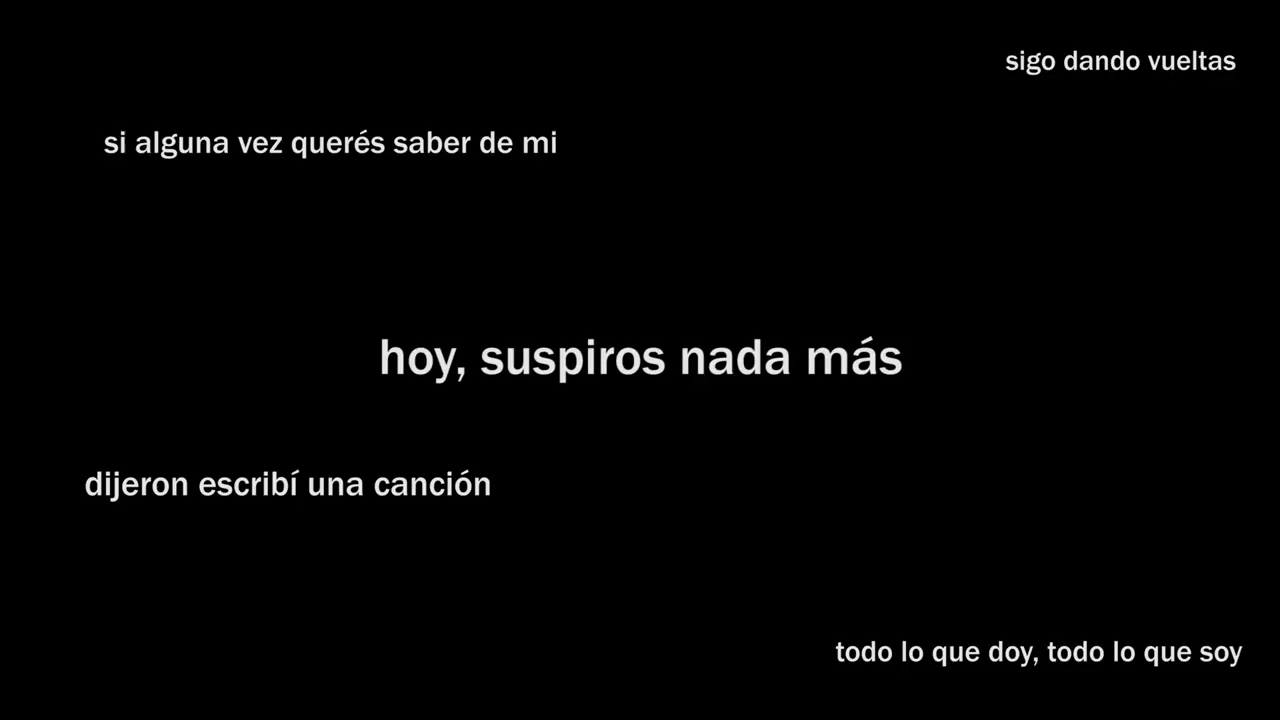 sigo dando vueltas
si alguna vez querés saber de mi
hoy, suspiros nada más
dijeron escribí una canción
todo lo que doy, todo lo que soy